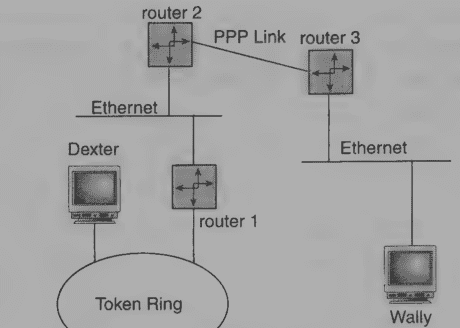 router 2
PPP Link
router 3
Ethernet
Dexter
Ethernet
router 1
Token Ring
Wally